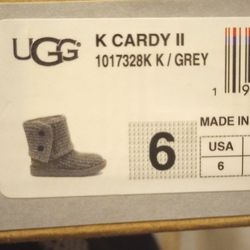 UGG
K CARDY II
1017328K K / GREY
1 9
6
MADE IN
USA
6